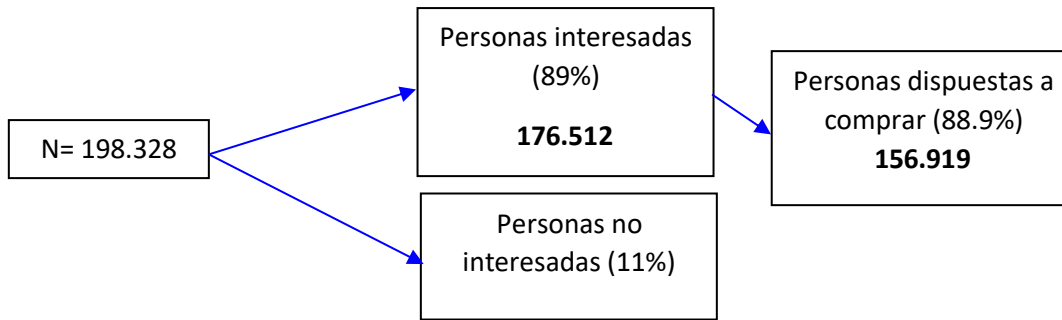 N= 198.328
Personas interesadas
(89%)
176.512
Personas dispuestas a
comprar (88.9%)
156.919
Personas no
interesadas (11%)